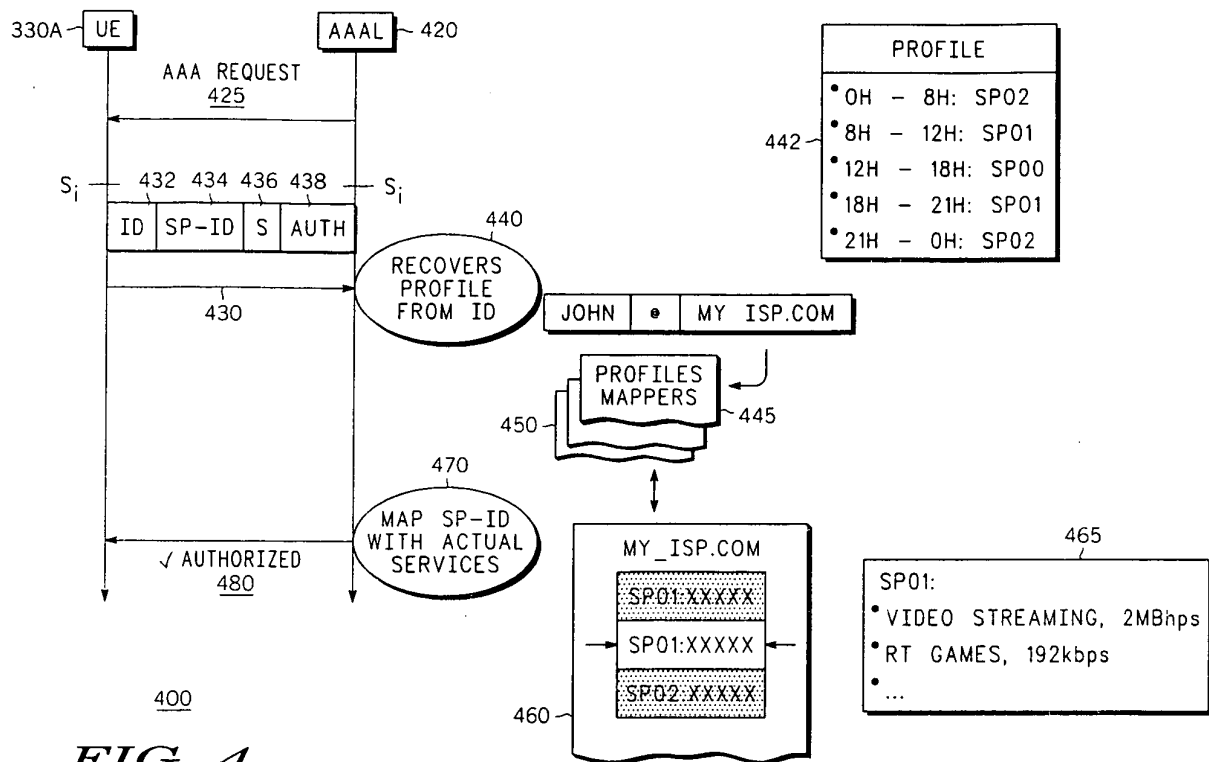 330A
UE
AAAL
420
AAA REQUEST
425
PROFILE
• 0H - 8H: SP02
• 8H - 12H: SP01
• 12H - 18H: SP00
• 18H - 21H: SP01
• 21H - 0H: SP02
442
Si
432
434
436
438
Si
ID
SP-ID
S
AUTH
430
440
RECOVERS
PROFILE
FROM ID
JOHN
@
MY ISP.COM
PROFILES
MAPPERS
445
450
470
MAP SP-ID
WITH ACTUAL
SERVICES
√ AUTHORIZED
480
MY_ISP.COM
SP01:XXXXX
SP01:XXXXX
SP02:XXXXX
460
465
SP01:
• VIDEO STREAMING, 2MBhps
• RT GAMES, 192kbps
• ...
400
FIG. 4